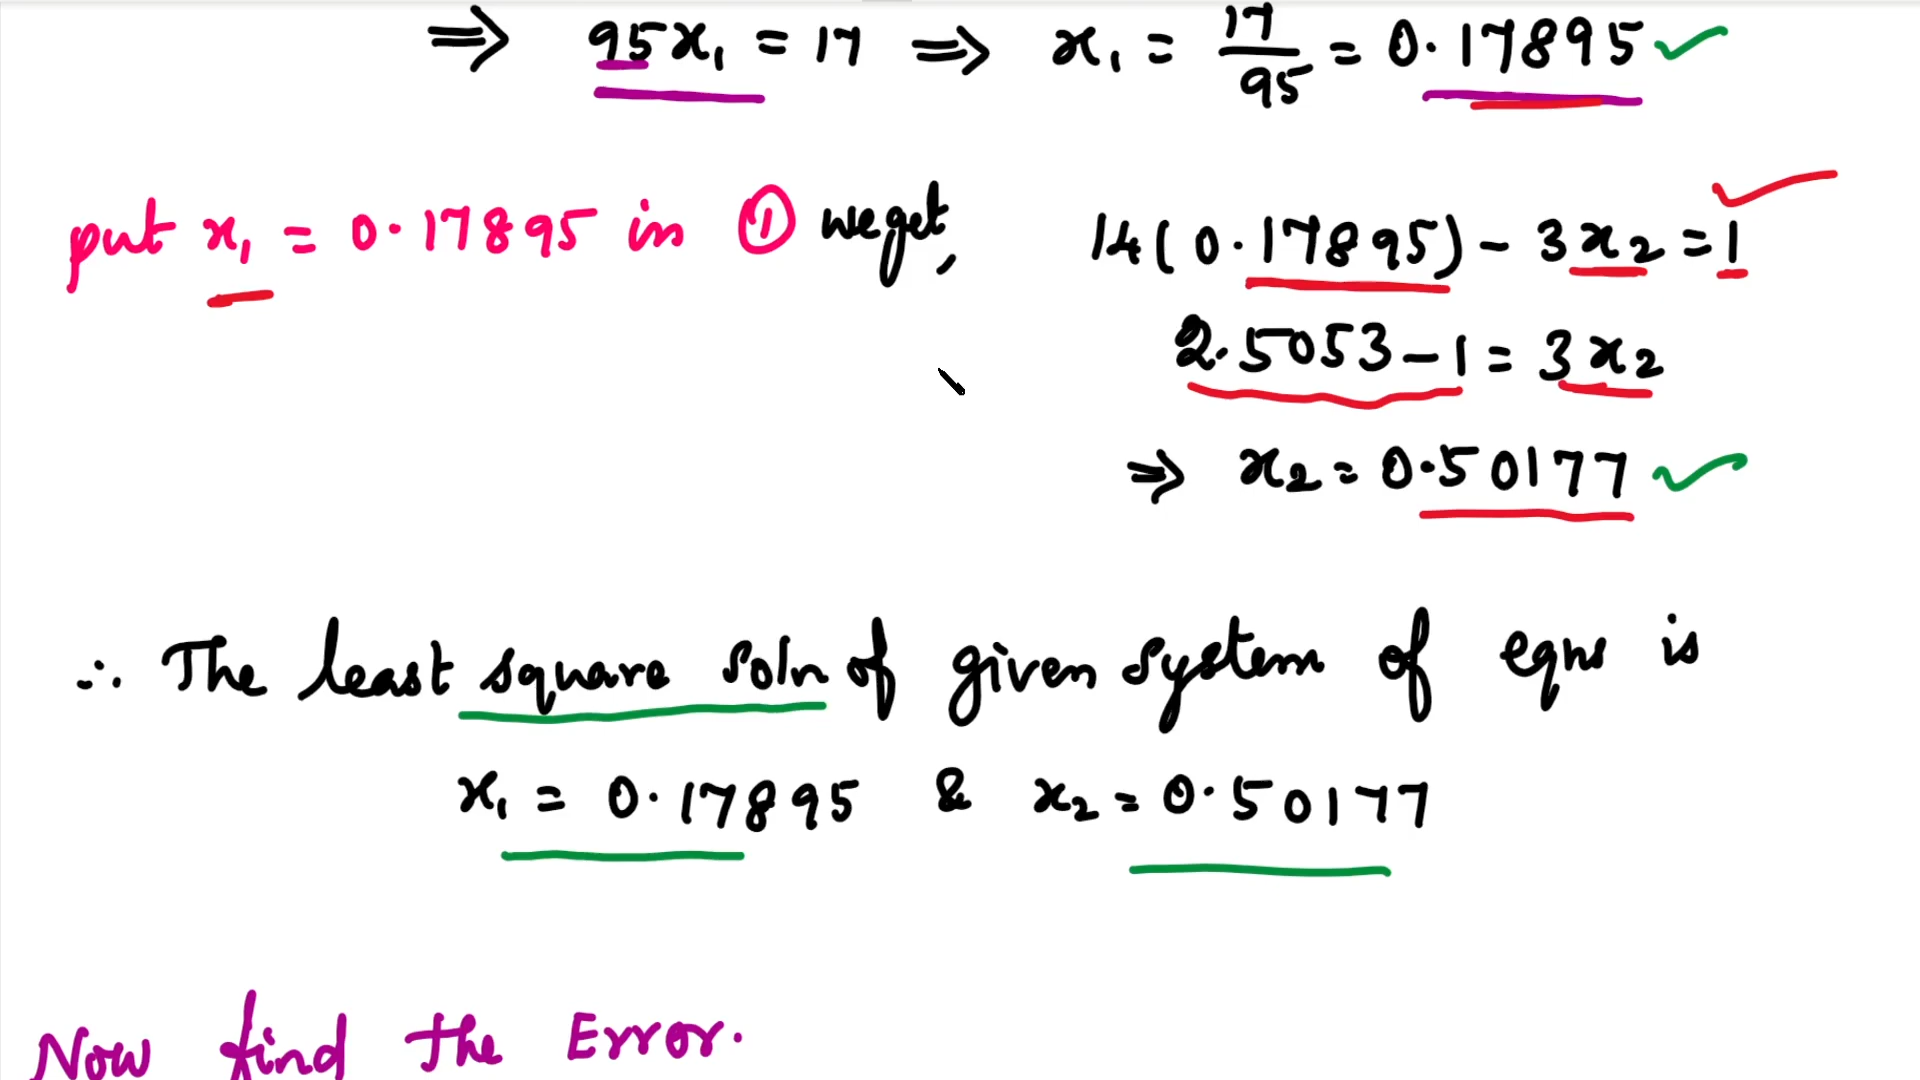 ⇒ 95x₁ = 17 ⇒ x₁ = 17/95 = 0.17895 ✓
put x₁ = 0.17895 in ① we get, 14(0.17895) - 3x₂ = 1 ✓
2.5053 - 1 = 3x₂
⇒ x₂ = 0.50177 ✓
∴ The least square soln of given system of eqns is
x₁ = 0.17895 & x₂ = 0.50177
Now find the Error.